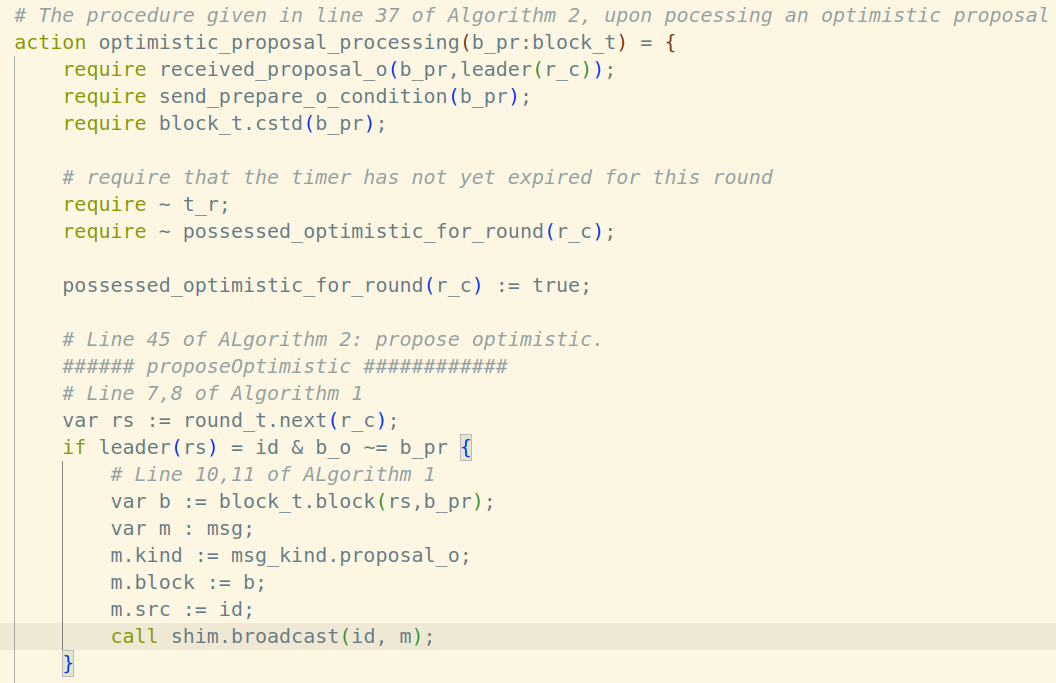 # The procedure given in line 37 of Algorithm 2, upon pocessing an optimistic proposal
action optimistic_proposal_processing(b_pr:block_t) = {
    require received_proposal_o(b_pr,leader(r_c));
    require send_prepare_o_condition(b_pr);
    require block_t.cstd(b_pr);

    # require that the timer has not yet expired for this round
    require ~ t_r;
    require ~ possessed_optimistic_for_round(r_c);

    possessed_optimistic_for_round(r_c) := true;

    # Line 45 of ALgorithm 2: propose optimistic.
    ###### proposeOptimistic ############
    # Line 7,8 of Algorithm 1
    var rs := round_t.next(r_c);
    if leader(rs) = id & b_o ~= b_pr {
        # Line 10,11 of ALgorithm 1
        var b := block_t.block(rs,b_pr);
        var m : msg;
        m.kind := msg_kind.proposal_o;
        m.block := b;
        m.src := id;
        call shim.broadcast(id, m);
    }